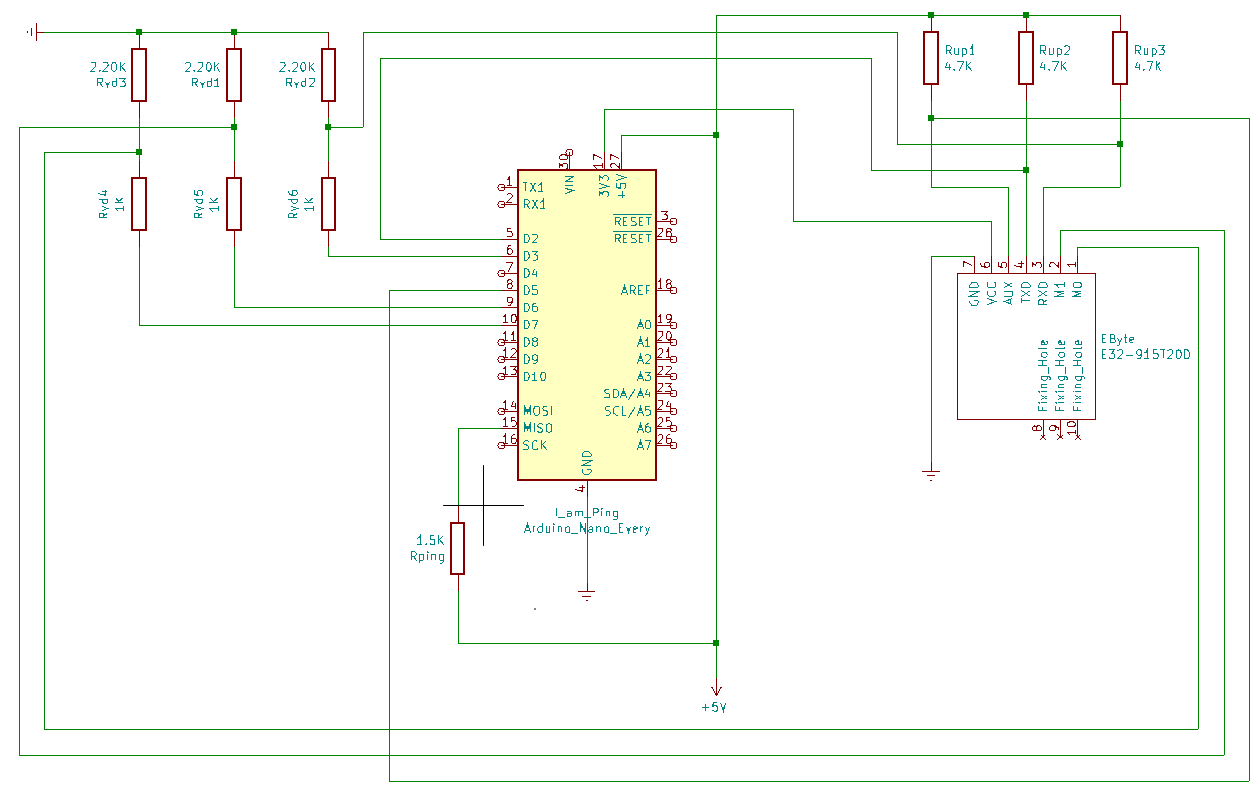 2.20K
Ryd3
2.20K
Ryd1
2.20K
Ryd2
Rup1
4.7K
Rup2
4.7K
Rup3
4.7K
Ryd4
1K
Ryd5
1K
Ryd6
1K
30
VIN
17
3V3
27
+5V
1
TX1
2
RX1
3
RESET
28
RESET
5
D2
6
D3
7
D4
8
D5
9
D6
10
D7
11
D8
12
D9
13
D10
14
MOSI
15
MISO
16
SCK
18
AREF
19
A0
20
A1
21
A2
22
A3
23
SDA/A4
24
SCL/A5
25
A6
26
A7
GND
4
I_am_Ping
Arduino_Nano_Every
1.5K
Rping
+5V
7
GND
6
VCC
5
AUX
4
TXD
3
RXD
2
M1
1
M0
EByte
E32-915T20D
Fixing_Hole
8
Fixing_Hole
9
Fixing_Hole
10